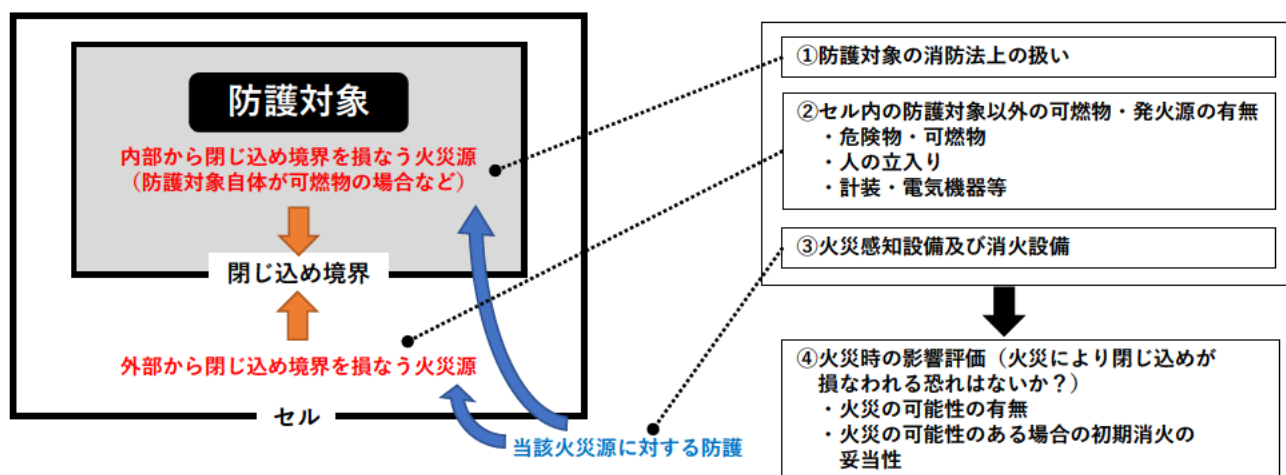 防護対象
内部から閉じ込め境界を損なう火災源
（防護対象自体が可燃物の場合など）
閉じ込め境界
外部から閉じ込め境界を損なう火災源
セル
当該火災源に対する防護
①防護対象の消防法上の扱い
②セル内の防護対象以外の可燃物・発火源の有無
・危険物・可燃物
・人の立入り
・計装・電気機器等
③火災感知設備及び消火設備
④火災時の影響評価（火災により閉じ込めが
損なわれる恐れはないか？）
・火災の可能性の有無
・火災の可能性のある場合の初期消火の
妥当性